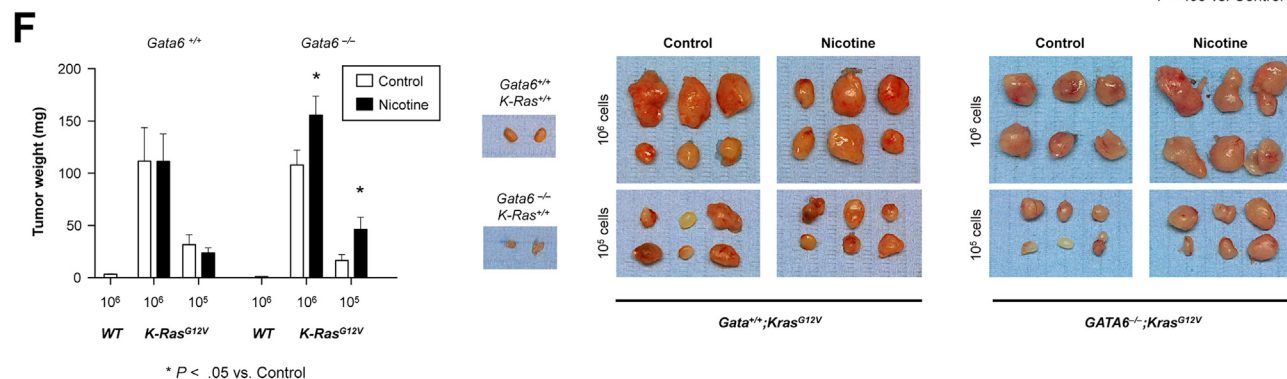 F
Gata6 +/+
Gata6 –/–
200
150
100
50
0
Tumor weight (mg)
*
*
Control
Nicotine
10⁶
10⁶
10⁵
10⁶
10⁶
10⁵
WT
K-Rasᴳ¹²ⱽ
WT
K-Rasᴳ¹²ⱽ
* P < .05 vs. Control
Gata6+/+
K-Ras+/+
Gata6 –/–
K-Ras+/+
Control
Nicotine
10⁶ cells
10⁵ cells
Gata+/+;Krasᴳ¹²ⱽ
Control
Nicotine
10⁶ cells
10⁵ cells
GATA6–/–;Krasᴳ¹²ⱽ